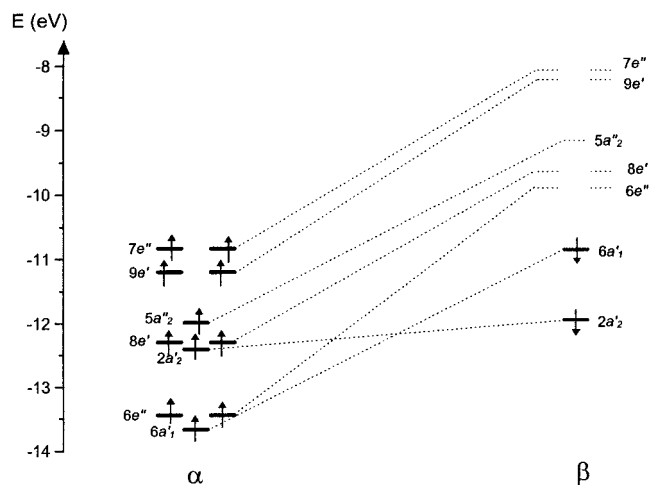 E (eV)
-8
-9
-10
-11
-12
-13
-14
7e"
9e'
5a"₂
8e'
2a'₂
6e"
6a'₁
α
7e"
9e'
5a"₂
8e'
6e"
6a'₁
2a'₂
β